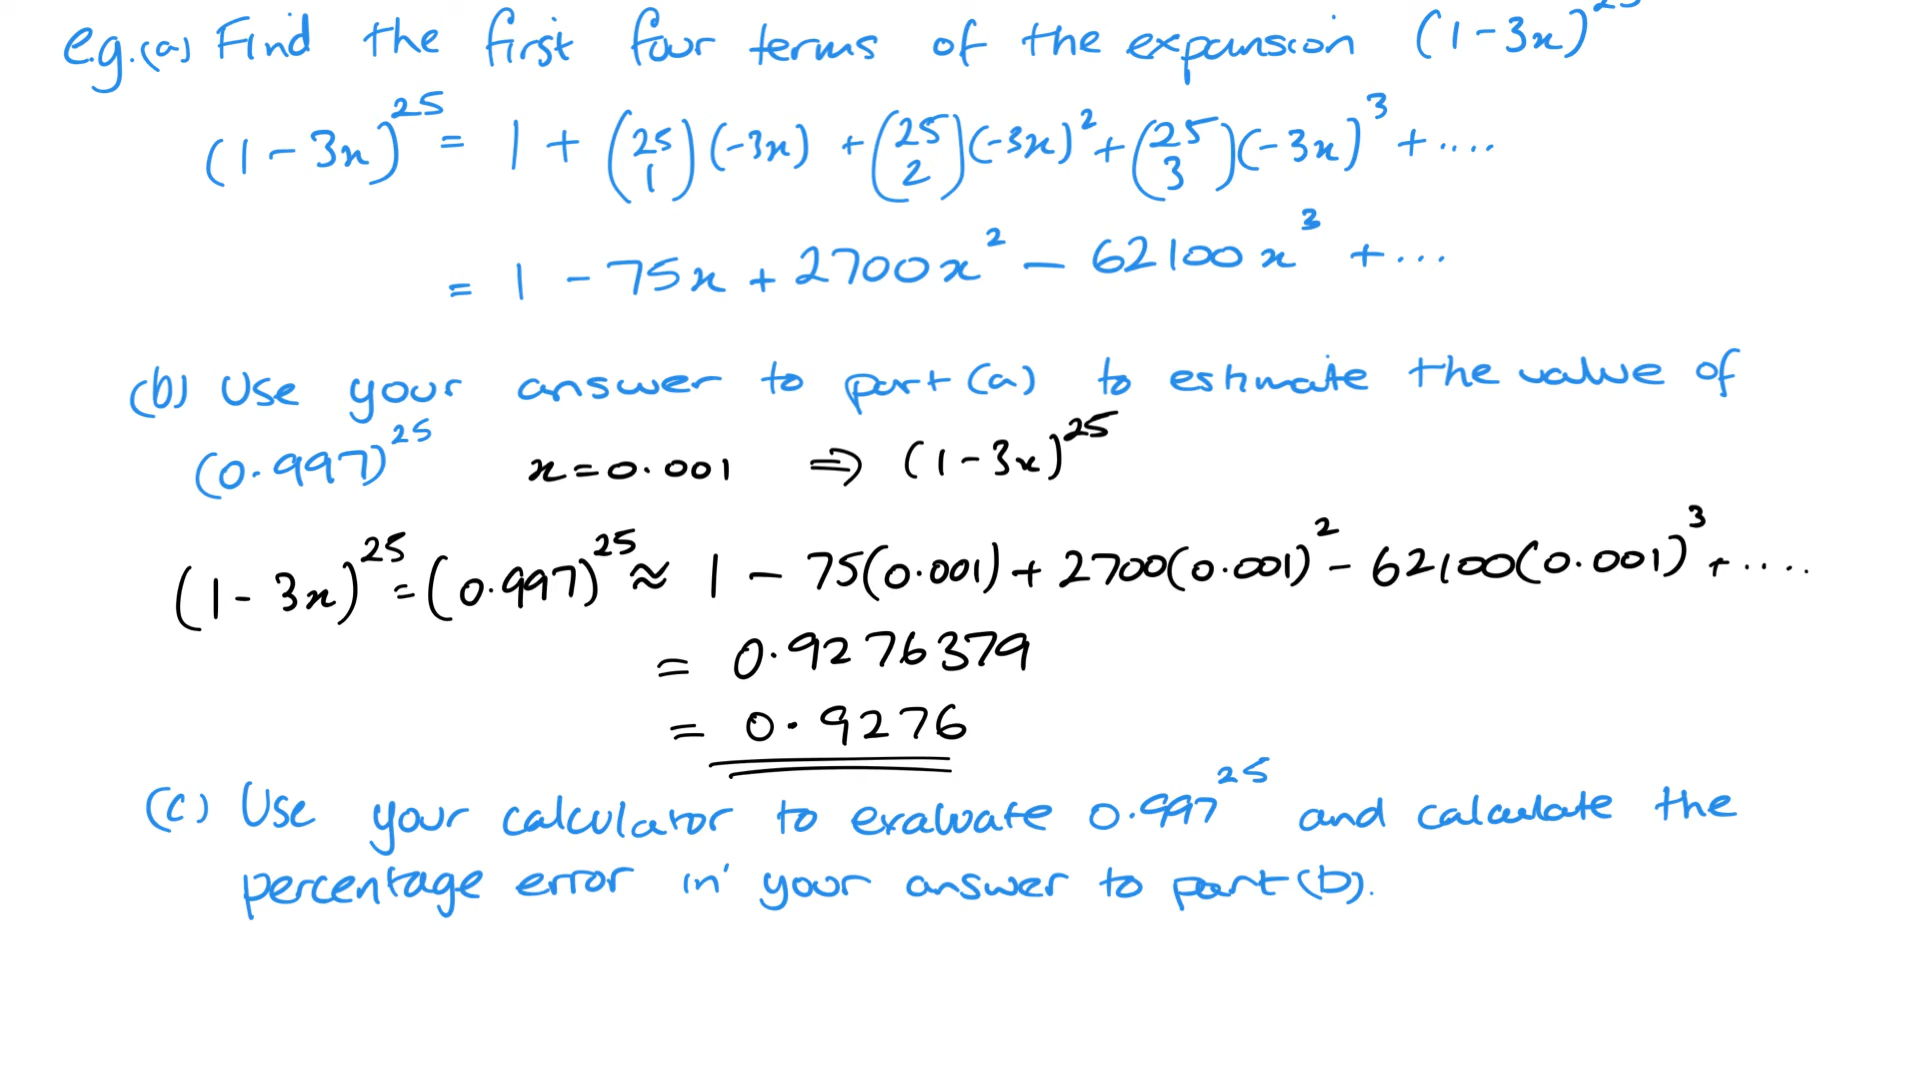 e.g. (a) Find the first four terms of the expansion (1-3x)^25
(1-3x)^25 = 1 + (25 1)(-3x) + (25 2)(-3x)^2 + (25 3)(-3x)^3 + ....
= 1 - 75x + 2700x^2 - 62100x^3 + ...
(b) Use your answer to part (a) to estimate the value of
(0.997)^25 x=0.001 ⇒ (1-3x)^25
(1-3x)^25 = (0.997)^25 ≈ 1 - 75(0.001) + 2700(0.001)^2 - 62100(0.001)^3 + ....
= 0.9276379
= 0.9276
(c) Use your calculator to evaluate 0.997^25 and calculate the
percentage error in your answer to part (b).